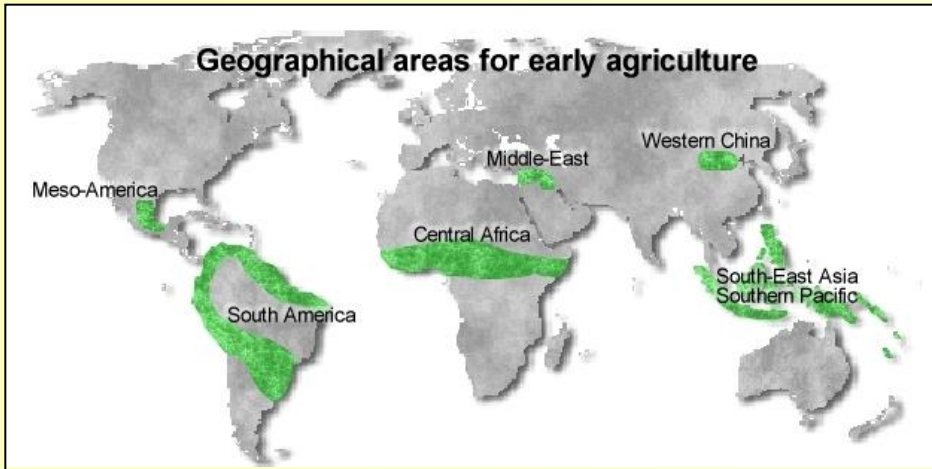 Geographical areas for early agriculture
Western China
Middle-East
Meso-America
Central Africa
South-East Asia
Southern Pacific
South America